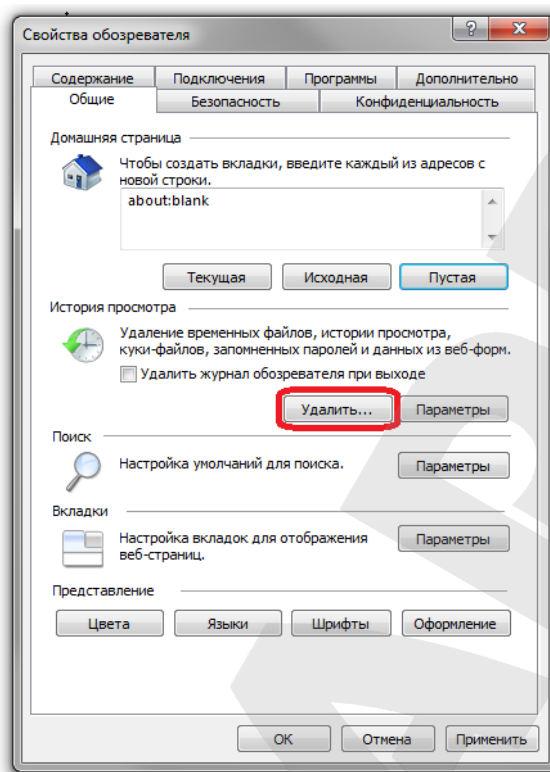 Свойства обозревателя
Содержание Подключения Программы Дополнительно
Общие Безопасность Конфиденциальность
Домашняя страница
Чтобы создать вкладки, введите каждый из адресов с
новой строки.
about:blank
Текущая Исходная Пустая
История просмотра
Удаление временных файлов, истории просмотра,
куки-файлов, запомненных паролей и данных из веб-форм.
Удалить журнал обозревателя при выходе
Удалить... Параметры
Поиск
Настройка умолчаний для поиска.
Параметры
Вкладки
Настройка вкладок для отображения
веб-страниц.
Параметры
Представление
Цвета Языки Шрифты Оформление
ОК Отмена Применить